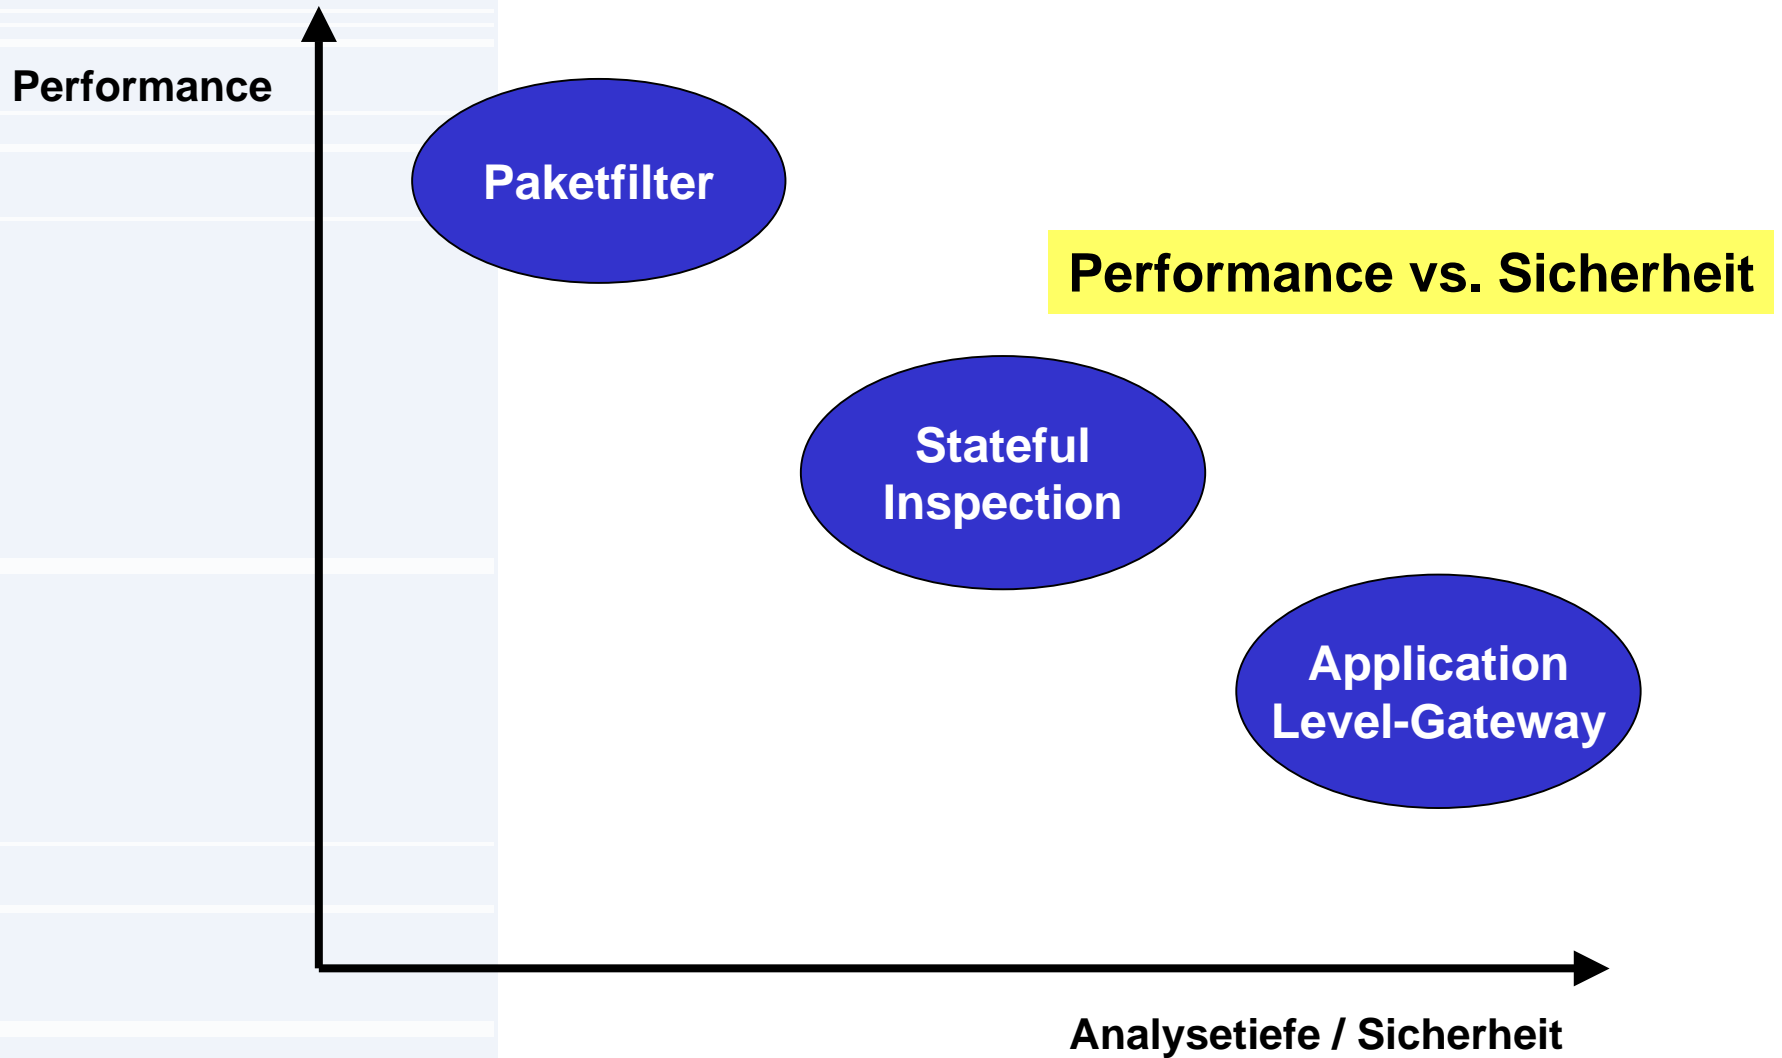 Performance
Paketfilter
Performance vs. Sicherheit
Stateful
Inspection
Application
Level-Gateway
Analysetiefe / Sicherheit